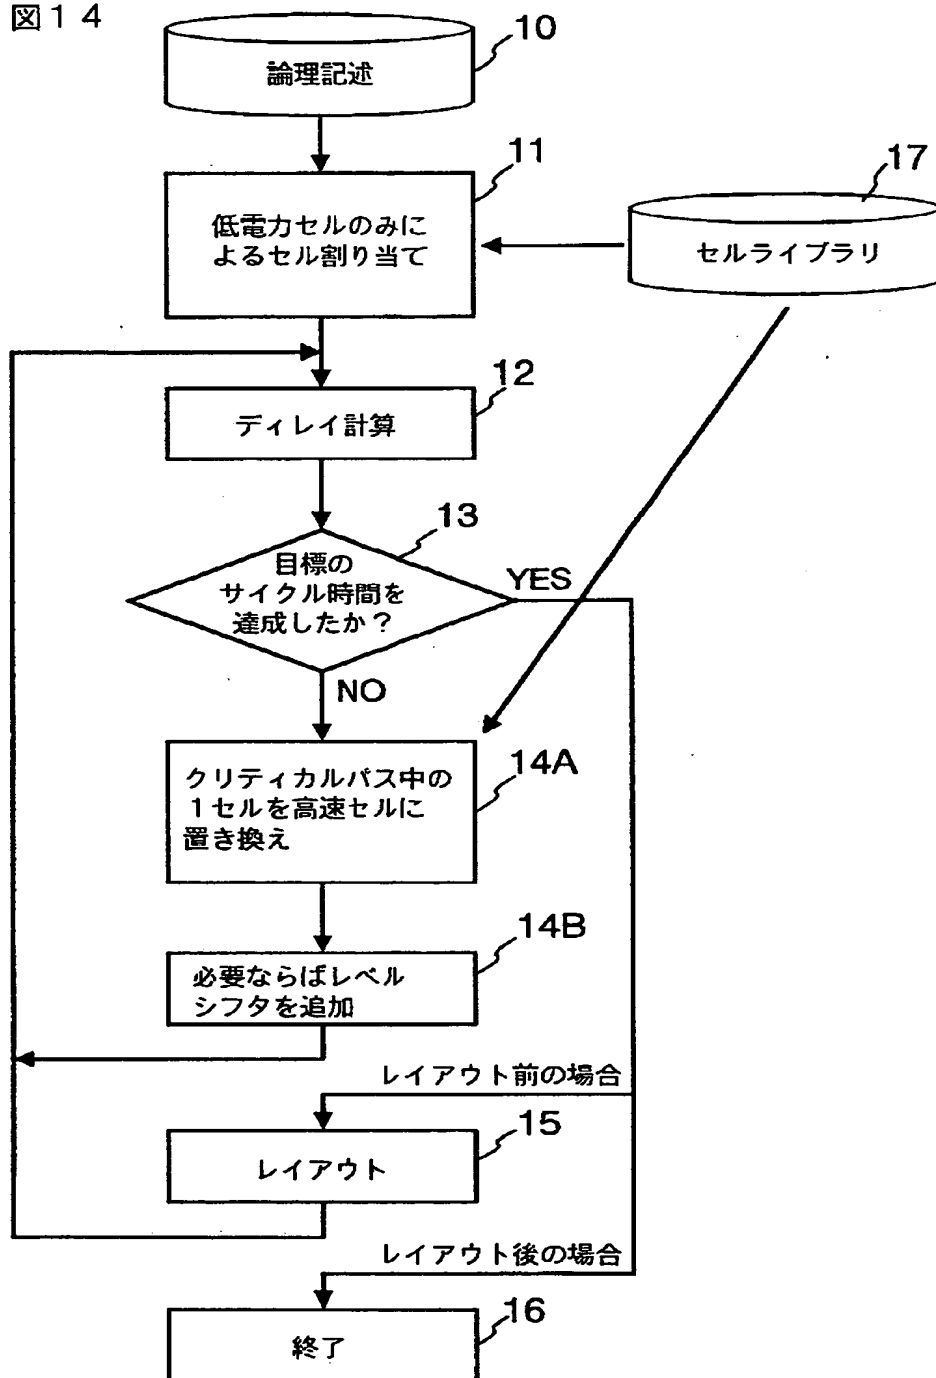 図１４
10
論理記述
11
低電力セルのみに
よるセル割り当て
17
セルライブラリ
12
ディレイ計算
13
目標の
サイクル時間を
達成したか？
YES
NO
14A
クリティカルパス中の
１セルを高速セルに
置き換え
14B
必要ならばレベル
シフタを追加
レイアウト前の場合
15
レイアウト
レイアウト後の場合
16
終了